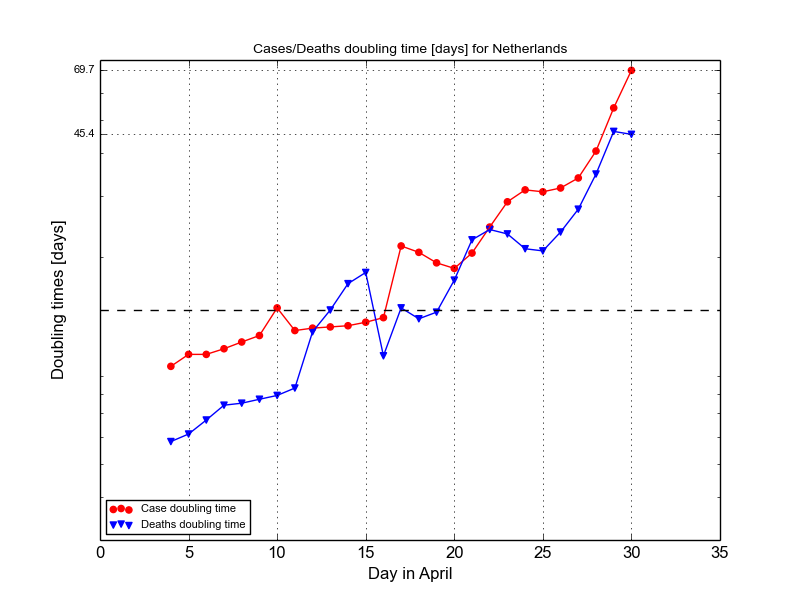 Cases/Deaths doubling time [days] for Netherlands
69.7
45.4
Doubling times [days]
Case doubling time
Deaths doubling time
0 5 10 15 20 25 30 35
Day in April